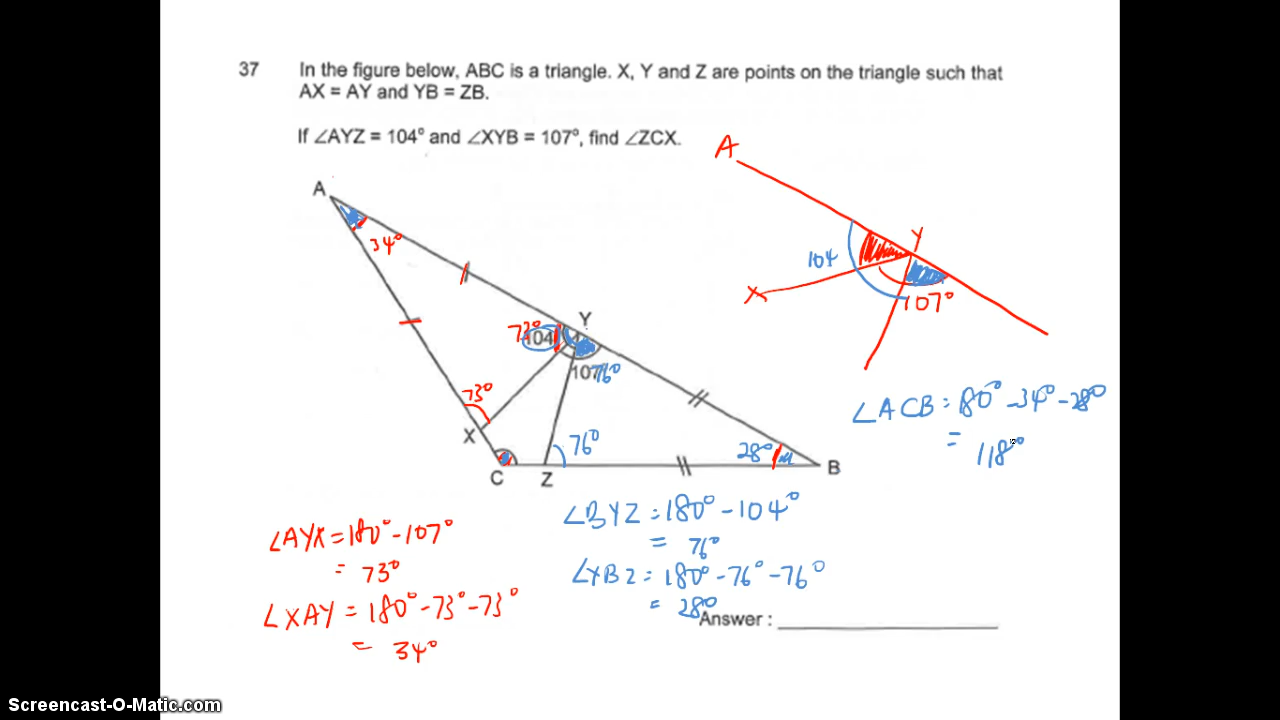 37 In the figure below, ABC is a triangle. X, Y and Z are points on the triangle such that
AX = AY and YB = ZB.
If ∠AYZ = 104° and ∠XYB = 107°, find ∠ZCX.
A
A
34°
Y
104
X
107°
Y
73°
104
107
76°
73°
X
76°
28°
B
C
Z
∠ACB = 180° - 34° - 28°
= 118°
∠AYX = 180° - 107°
= 73°
∠XAY = 180° - 73° - 73°
= 34°
∠BYZ = 180° - 104°
= 76°
∠YBZ = 180° - 76° - 76°
= 28°
Answer : ____________
Screencast-O-Matic.com